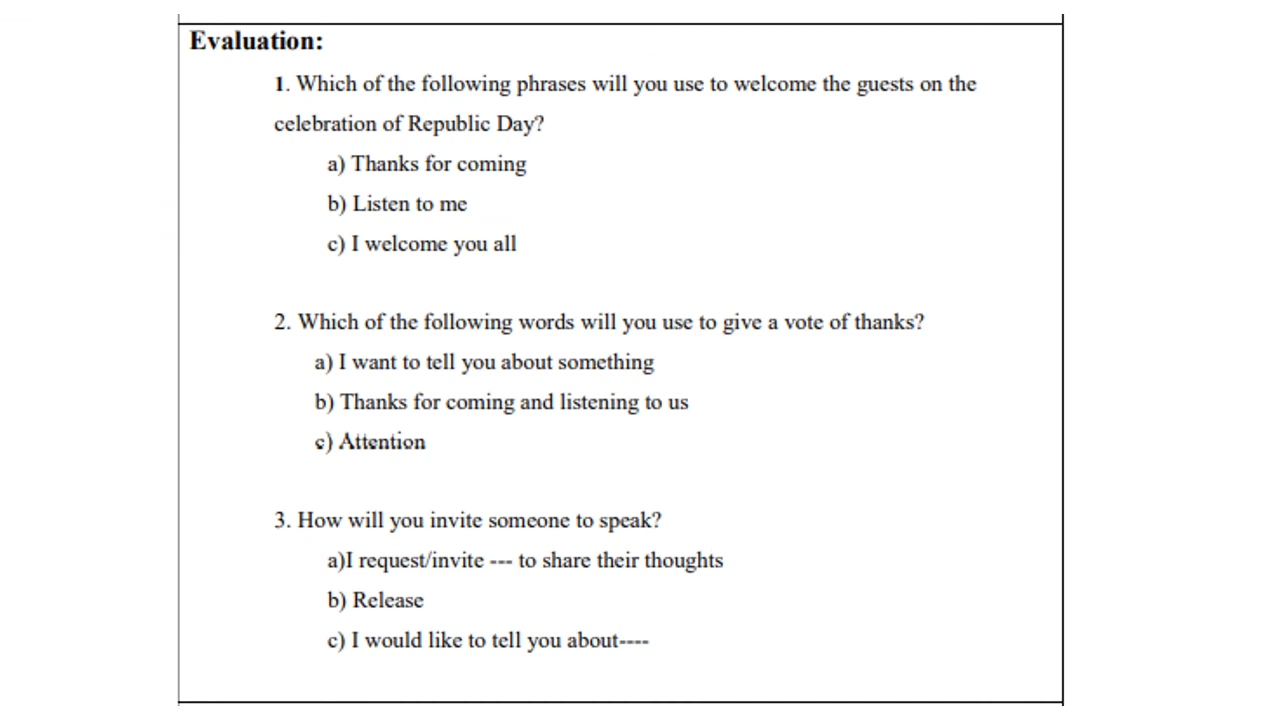 Evaluation:
1. Which of the following phrases will you use to welcome the guests on the
celebration of Republic Day?
a) Thanks for coming
b) Listen to me
c) I welcome you all
2. Which of the following words will you use to give a vote of thanks?
a) I want to tell you about something
b) Thanks for coming and listening to us
c) Attention
3. How will you invite someone to speak?
a)I request/invite --- to share their thoughts
b) Release
c) I would like to tell you about----